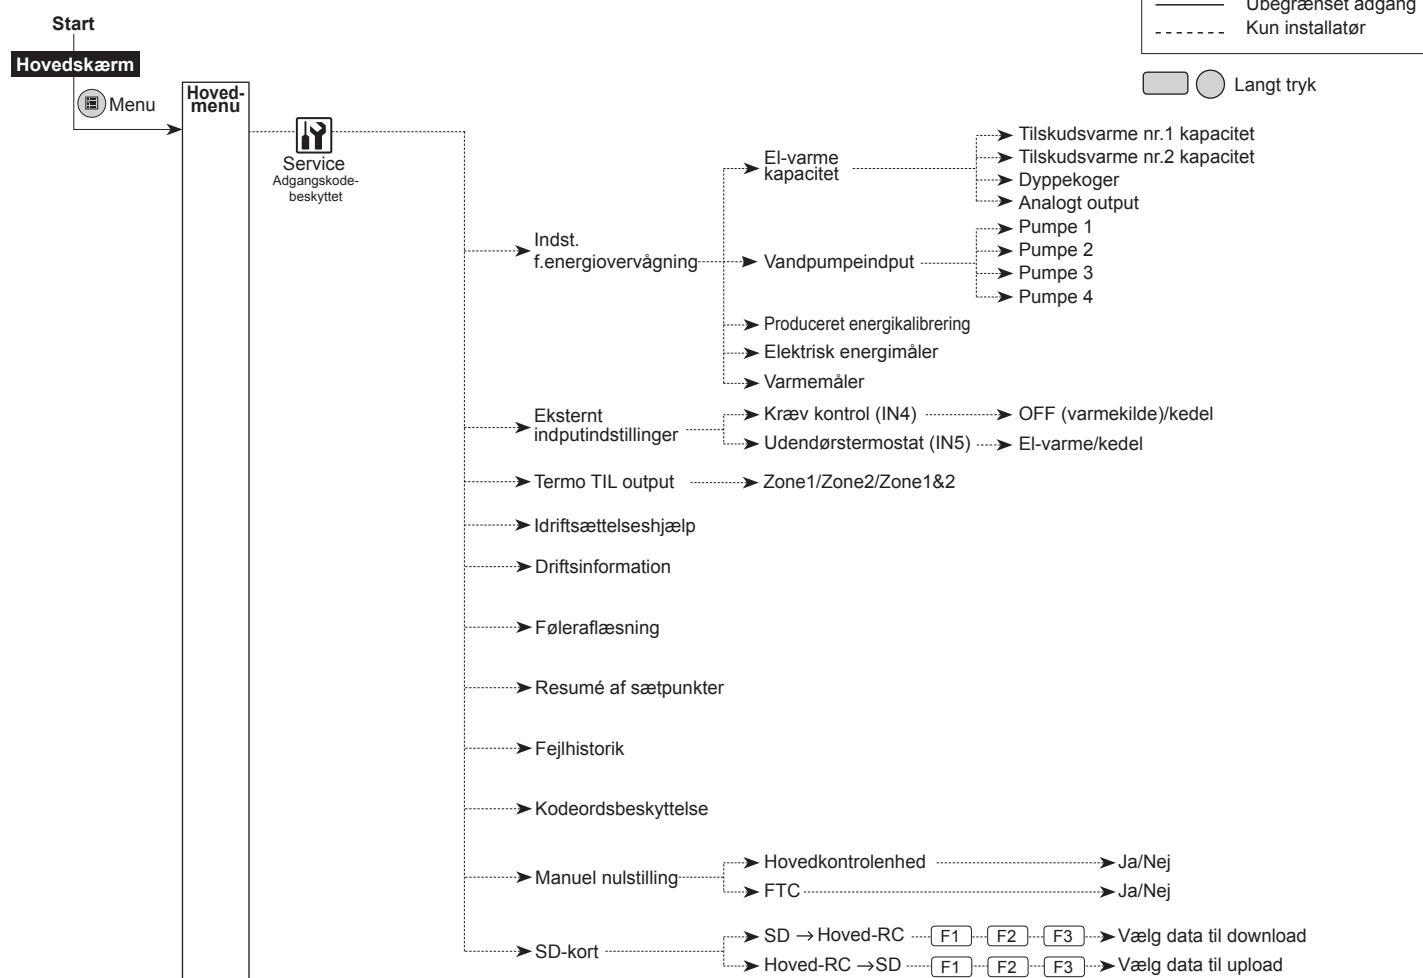 Ubegrænset adgang
Kun installatør
Langt tryk
Start
Hovedskærm
Menu
Hoved-
menu
Service
Adgangskode-
beskyttet
Indst.
f.energiovervågning
El-varme
kapacitet
Tilskudsvarme nr.1 kapacitet
Tilskudsvarme nr.2 kapacitet
Dyppekoger
Analogt output
Vandpumpeindput
Pumpe 1
Pumpe 2
Pumpe 3
Pumpe 4
Produceret energikalibrering
Elektrisk energimåler
Varmemåler
Eksternt
indputindstillinger
Kræv kontrol (IN4) OFF (varmekilde)/kedel
Udendørstermostat (IN5) El-varme/kedel
Termo TIL output Zone1/Zone2/Zone1&2
Idriftsættelseshjælp
Driftsinformation
Føleraflæsning
Resumé af sætpunkter
Fejlhistorik
Kodeordsbeskyttelse
Manuel nulstilling
Hovedkontrolenhed Ja/Nej
FTC Ja/Nej
SD-kort
SD → Hoved-RC F1 F2 F3 Vælg data til download
Hoved-RC → SD F1 F2 F3 Vælg data til upload